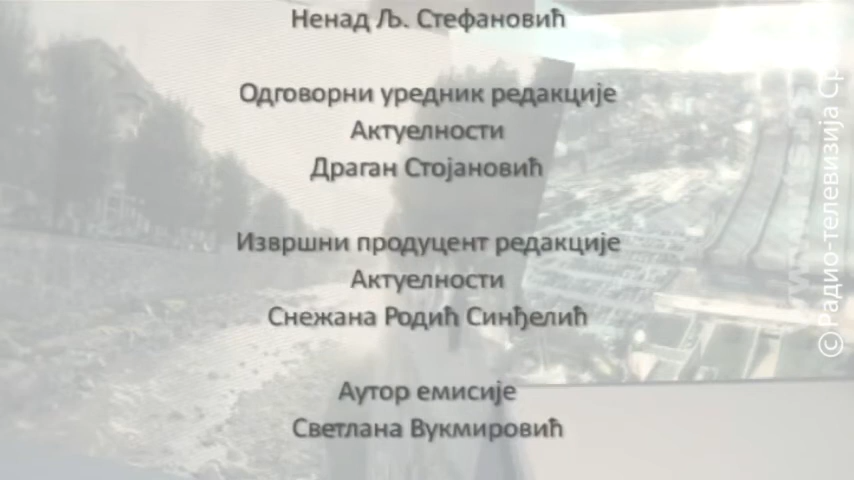 Ненад Љ. Стефановић
Одговорни уредник редакције
Актуелности
Драган Стојановић
Извршни продуцент редакције
Актуелности
Снежана Родић Синђелић
Аутор емисије
Светлана Вукмировић
© Радио-телевизија